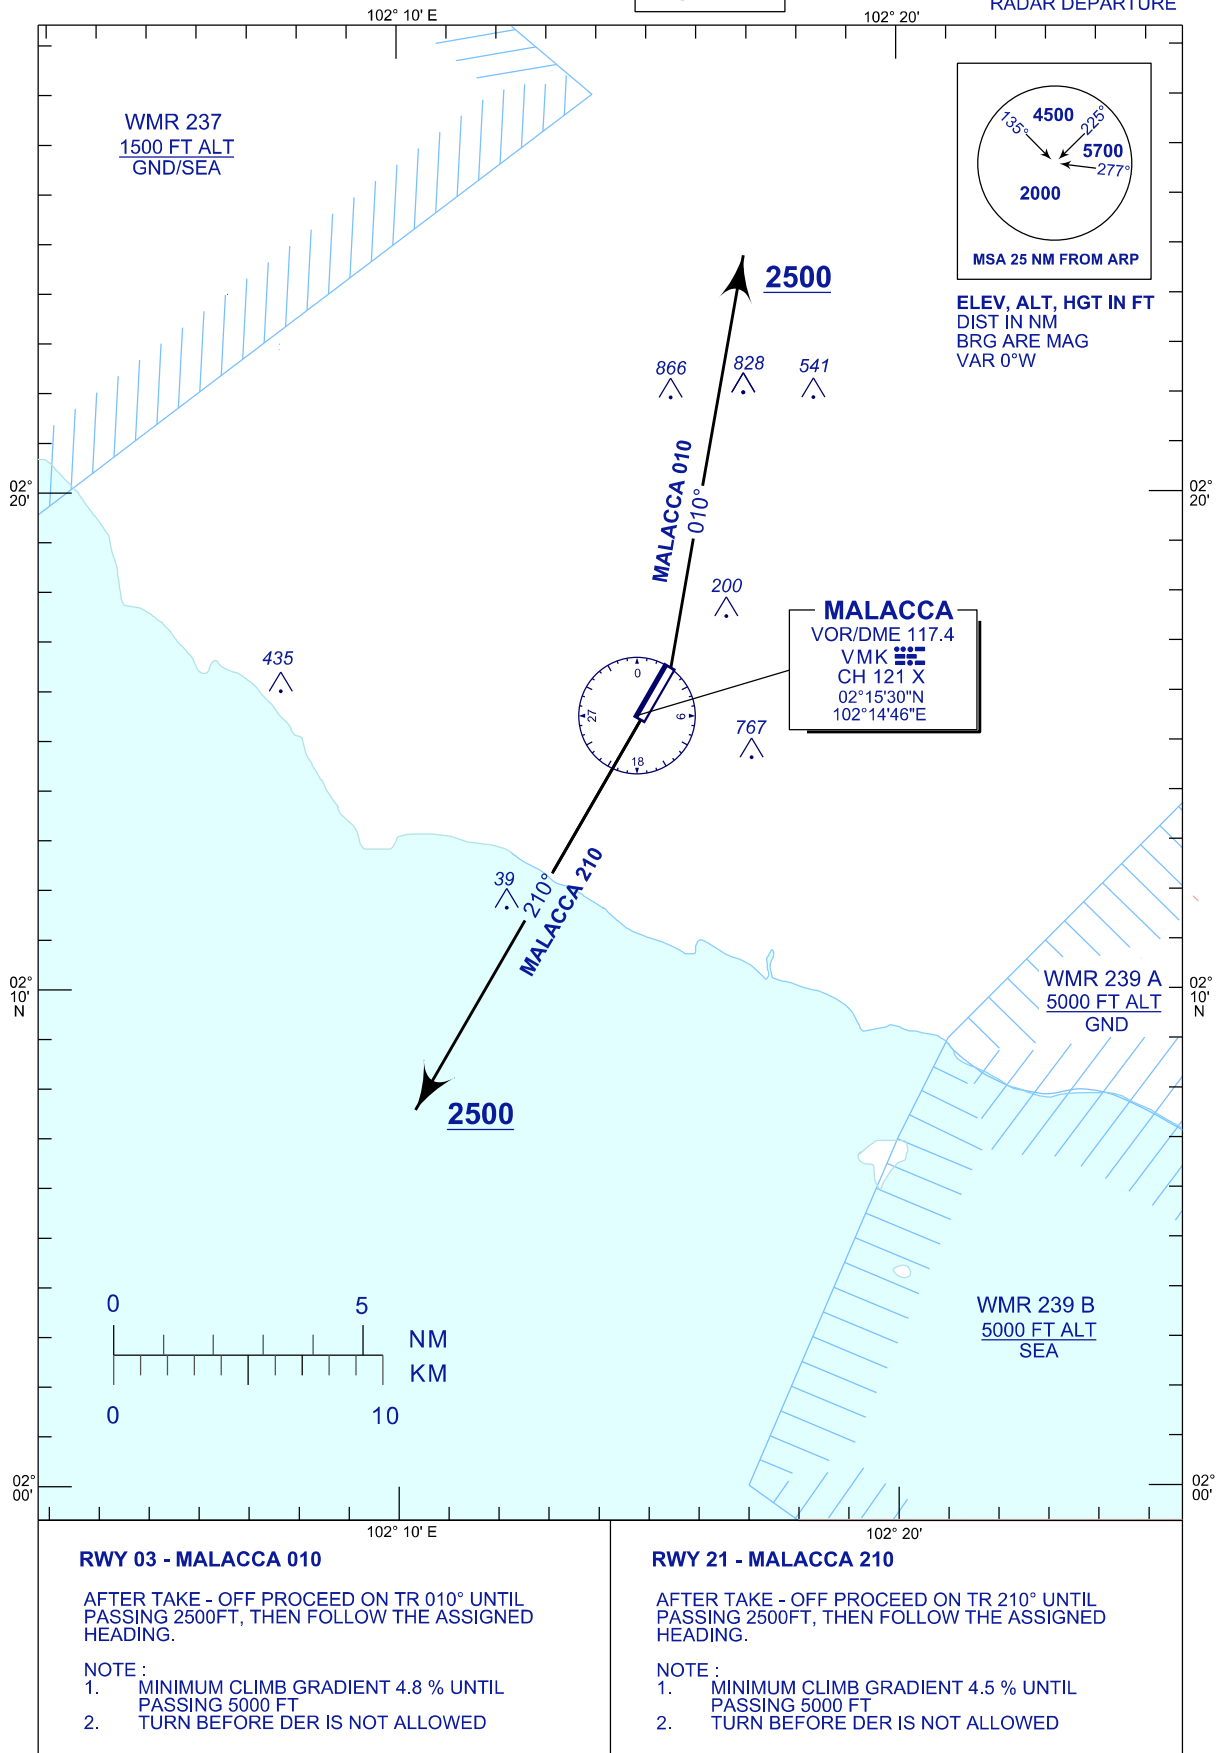 102° 10' E
102° 20'
RADAR DEPARTURE
WMR 237
1500 FT ALT
GND/SEA
4500
135°
225°
5700
277°
2000
MSA 25 NM FROM ARP
2500
ELEV, ALT, HGT IN FT
DIST IN NM
BRG ARE MAG
VAR 0°W
866
828
541
MALACCA 010
010°
02°
20'
02°
20'
200
MALACCA
VOR/DME 117.4
VMK
CH 121 X
02°15'30"N
102°14'46"E
435
0
27
9
18
767
39
210°
MALACCA 210
WMR 239 A
5000 FT ALT
GND
02°
10'
N
02°
10'
N
2500
WMR 239 B
5000 FT ALT
SEA
0
5
NM
KM
0
10
02°
00'
02°
00'
102° 10' E
102° 20'
RWY 03 - MALACCA 010
AFTER TAKE - OFF PROCEED ON TR 010° UNTIL
PASSING 2500FT, THEN FOLLOW THE ASSIGNED
HEADING.
NOTE :
1. MINIMUM CLIMB GRADIENT 4.8 % UNTIL
PASSING 5000 FT
2. TURN BEFORE DER IS NOT ALLOWED
RWY 21 - MALACCA 210
AFTER TAKE - OFF PROCEED ON TR 210° UNTIL
PASSING 2500FT, THEN FOLLOW THE ASSIGNED
HEADING.
NOTE :
1. MINIMUM CLIMB GRADIENT 4.5 % UNTIL
PASSING 5000 FT
2. TURN BEFORE DER IS NOT ALLOWED